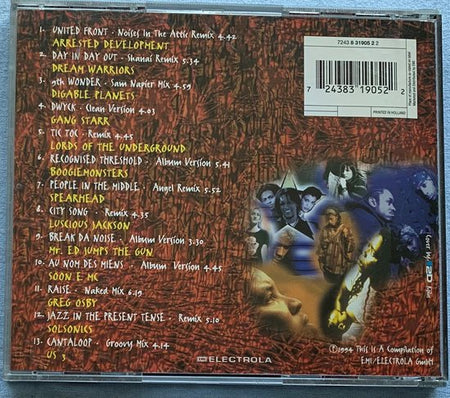 1- UNITED FRONT · Noises In The Attic Remix 4.42
ARRESTED DEVELOPMENT
2- DAY IN DAY OUT · Shanai Remix 5.34
DREAM WARRIORS
3- 9th WONDER · Sam Napier Mix 4.59
DIGABLE PLANETS
4- DWYCK · Clean Version 4.03
GANG STARR
5- TIC TOC · Remix 4.45
LORDS OF THE UNDERGROUND
6- RECOGNISED THRESHOLD · Album Version 5.41
BOOGIEMONSTERS
7- PEOPLE IN THE MIDDLE · Angel Remix 5.52
SPEARHEAD
8- CITY SONG · Remix 4.35
LUSCIOUS JACKSON
9- BREAK DA NOISE · Album Version 3.30
Mr. ED JUMPS THE GUN
10- AU NOM DES MIENS · Album Version 4.45
SOON E MC
11- RAISE · Naked Mix 6.19
GREG OSBY
12- JAZZ IN THE PRESENT TENSE · Remix 5.10
SOLSONICS
13- CANTALOOP · Groovy Mix 4.14
US 3
7243 8 31905 2 2
7 24383 19052 2
PRINTED IN HOLLAND
EMI ELECTROLA
℗1994 This Is A Compilation of
EMI/ELECTROLA GmbH